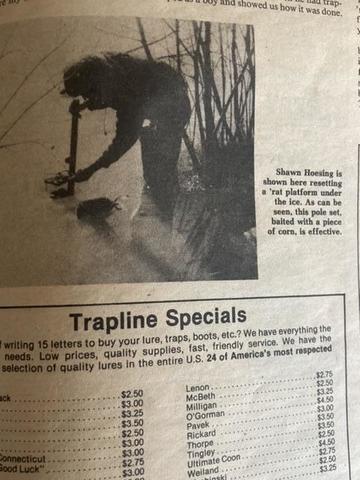 had trap-
a boy and showed us how it was done.
Shawn Hoesing is
shown here resetting
a 'rat platform under
the ice. As can be
seen, this pole set,
baited with a piece
of corn, is effective.
Trapline Specials
writing 15 letters to buy your lure, traps, boots, etc.? We have everything the
needs. Low prices, quality supplies, fast, friendly service. We have the
selection of quality lures in the entire U.S. 24 of America's most respected
ack $2.50
$3.00
$3.25
$3.50
$2.50
$3.00
Connecticut $2.75
Good Luck" $3.00
Lenon $2.75
McBeth $2.50
Milligan $3.25
O'Gorman $4.50
Pavek $3.00
Rickard $3.50
Thorpe $2.50
Tingley $4.50
Ultimate Coon $2.75
Weiland $2.50
$3.25